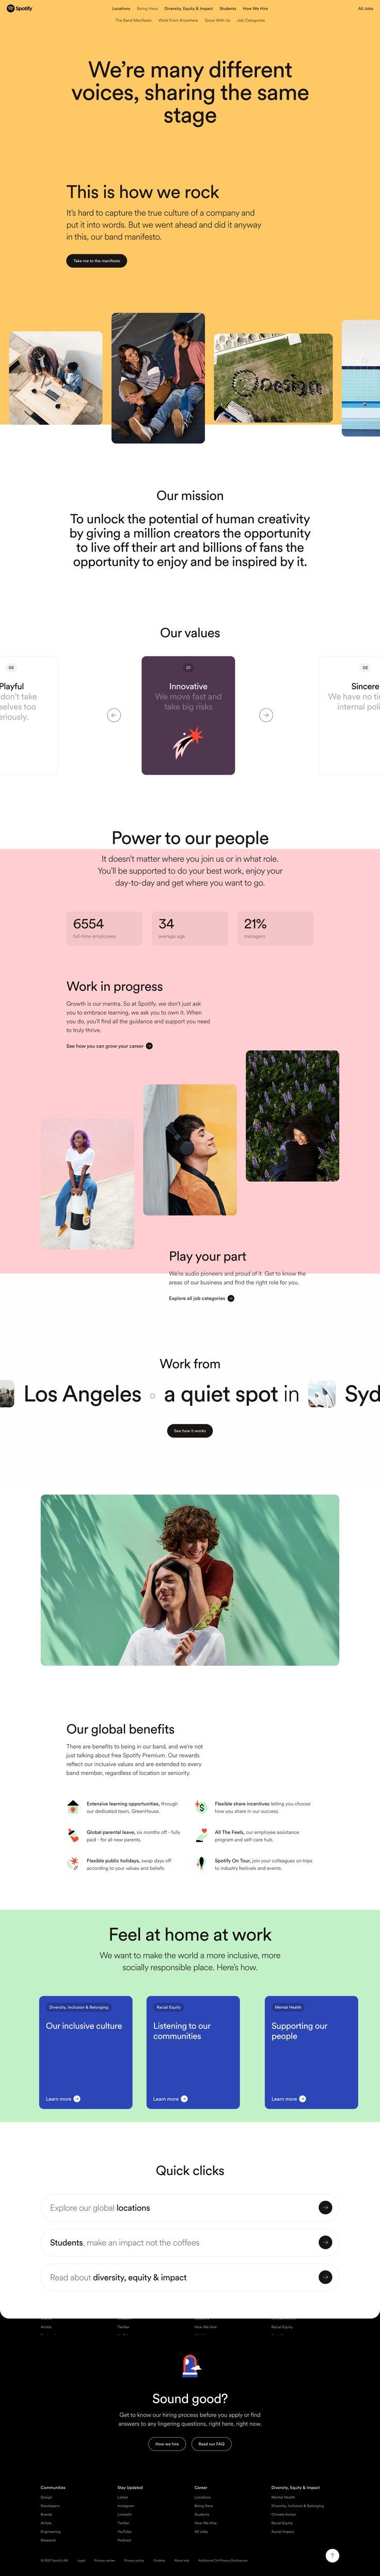 Spotify
Locations Being Here Diversity, Equity & Impact Students How We Hire
All Jobs
The Band Manifesto Work From Anywhere Grow With Us Job Categories
We’re many different
voices, sharing the same
stage
This is how we rock
It’s hard to capture the true culture of a company and
put it into words. But we went ahead and did it anyway
in this, our band manifesto.
Take me to the manifesto
Design
Our mission
To unlock the potential of human creativity
by giving a million creators the opportunity
to live off their art and billions of fans the
opportunity to enjoy and be inspired by it.
Our values
05
Playful
don’t take
selves too
eriously.
01
Innovative
We move fast and
take big risks
02
Sincere
We have no ti
internal poli
Power to our people
It doesn’t matter where you join us or in what role.
You’ll be supported to do your best work, enjoy your
day-to-day and get where you want to go.
6554
full-time employees
34
average age
21%
managers
Work in progress
Growth is our mantra. So at Spotify, we don’t just ask
you to embrace learning, we ask you to own it. When
you do, you’ll find all the guidance and support you need
to truly thrive.
See how you can grow your career
Play your part
We’re audio pioneers and proud of it. Get to know the
areas of our business and find the right role for you.
Explore all job categories
Work from
Los Angeles o a quiet spot in Syd
See how it works
Our global benefits
There are benefits to being in our band, and we’re not
just talking about free Spotify Premium. Our rewards
reflect our inclusive values and are extended to every
band member, regardless of location or seniority.
Extensive learning opportunities, through
our dedicated team, GreenHouse.
Flexible share incentives letting you choose
how you share in our success.
Global parental leave, six months off - fully
paid - for all new parents.
All The Feels, our employee assistance
program and self-care hub.
Flexible public holidays, swap days off
according to your values and beliefs.
Spotify On Tour, join your colleagues on trips
to industry festivals and events.
Feel at home at work
We want to make the world a more inclusive, more
socially responsible place. Here’s how.
Diversity, Inclusion & Belonging
Our inclusive culture
Learn more
Racial Equity
Listening to our
communities
Learn more
Mental Health
Supporting our
people
Learn more
Quick clicks
Explore our global locations
Students, make an impact not the coffees
Read about diversity, equity & impact
Artists
Twitter
How We Hire
Racial Equity
Sound good?
Get to know our hiring process before you apply or find
answers to any lingering questions, right here, right now.
How we hire
Read our FAQ
Communities
Design
Developers
Brands
Artists
Engineering
Research
Stay Updated
Latest
Instagram
LinkedIn
Twitter
YouTube
Podcast
Career
Locations
Being Here
Students
How We Hire
All Jobs
Diversity, Equity & Impact
Mental Health
Diversity, Inclusion & Belonging
Climate Action
Racial Equity
Social Impact
© 2022 Spotify AB Legal Privacy center Privacy policy Cookies About ads Additional CA Privacy Disclosures